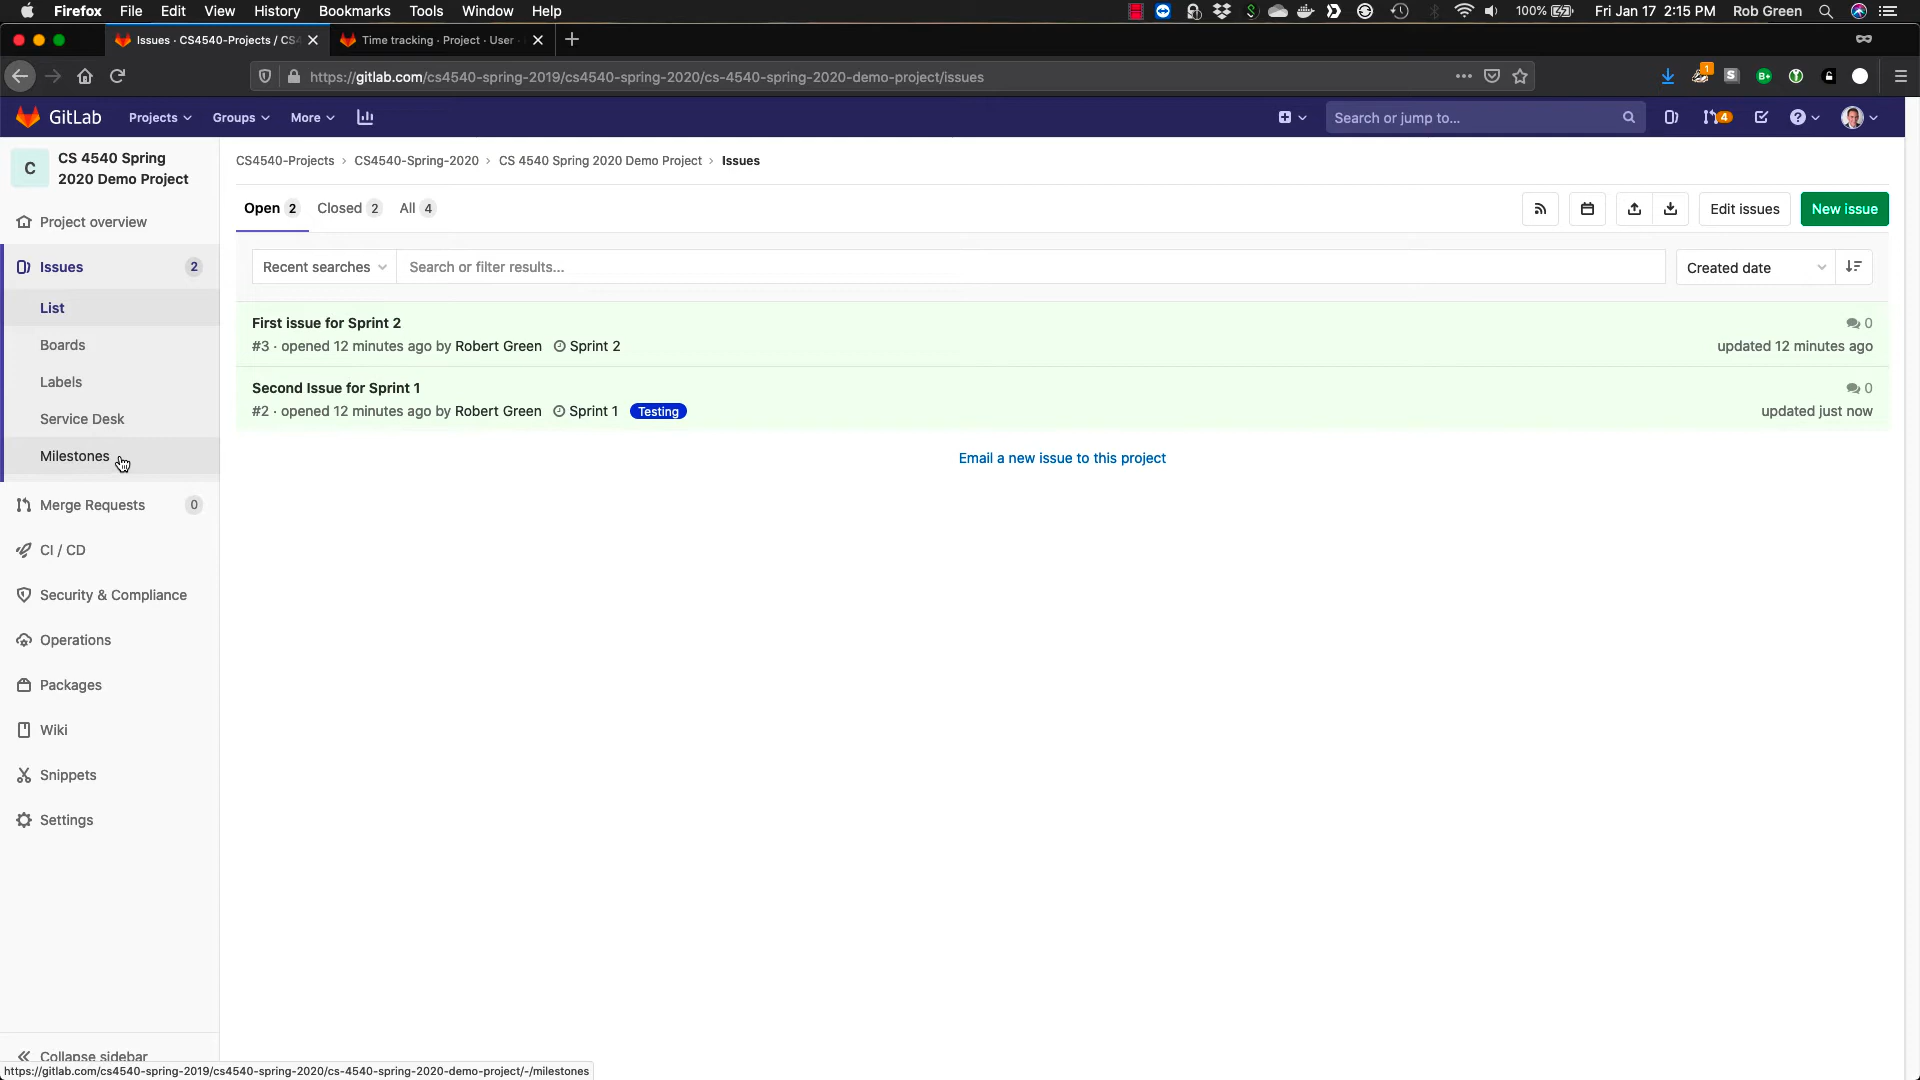 Firefox File Edit View History Bookmarks Tools Window Help 100% Fri Jan 17 2:15 PM Rob Green
Issues · CS4540-Projects / CS4 Time tracking · Project · User
https://gitlab.com/cs4540-spring-2019/cs4540-spring-2020/cs-4540-spring-2020-demo-project/issues 1 S B+
GitLab Projects Groups More Search or jump to... 4
C CS 4540 Spring
2020 Demo Project
CS4540-Projects › CS4540-Spring-2020 › CS 4540 Spring 2020 Demo Project › Issues
Open 2 Closed 2 All 4 Edit issues New issue
Project overview
Issues 2
List
Boards
Labels
Service Desk
Milestones
Merge Requests 0
CI / CD
Security & Compliance
Operations
Packages
Wiki
Snippets
Settings
Collapse sidebar
Recent searches Search or filter results... Created date
First issue for Sprint 2 0
#3 · opened 12 minutes ago by Robert Green Sprint 2 updated 12 minutes ago
Second Issue for Sprint 1 0
#2 · opened 12 minutes ago by Robert Green Sprint 1 Testing updated just now
Email a new issue to this project
https://gitlab.com/cs4540-spring-2019/cs4540-spring-2020/cs-4540-spring-2020-demo-project/-/milestones